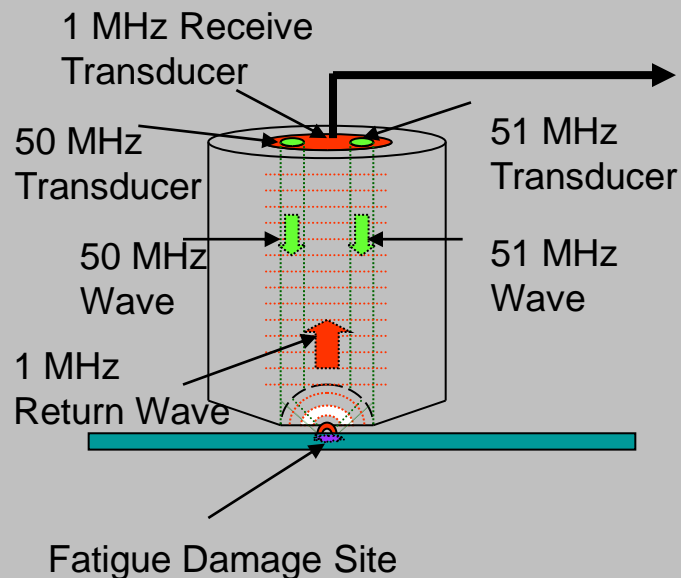 1 MHz Receive
Transducer
50 MHz
Transducer
51 MHz
Transducer
50 MHz
Wave
51 MHz
Wave
1 MHz
Return Wave
Fatigue Damage Site